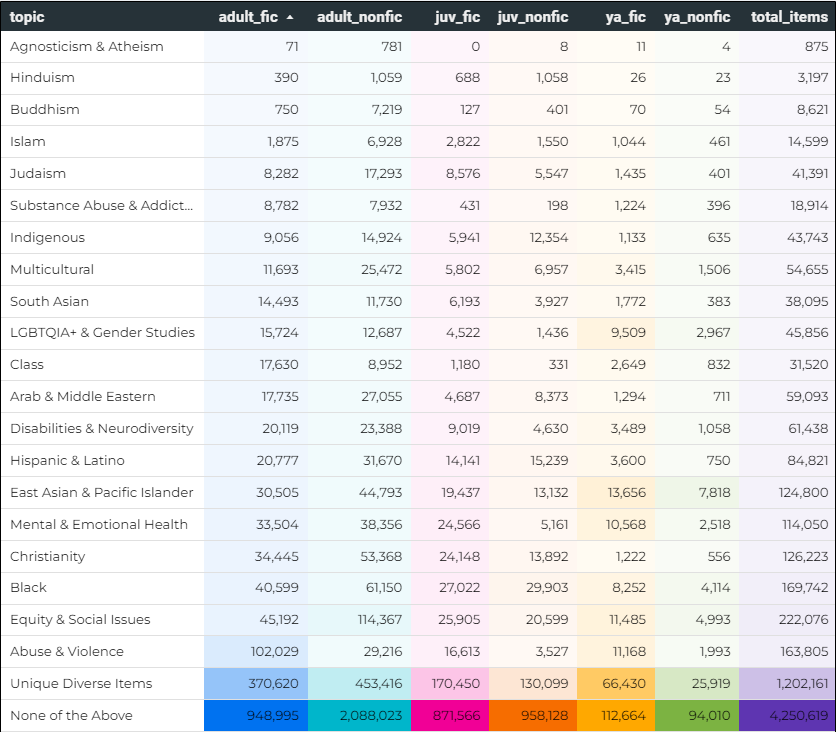 topic adult_fic adult_nonfic juv_fic juv_nonfic ya_fic ya_nonfic total_items
Agnosticism & Atheism 71 781 0 8 11 4 875
Hinduism 390 1,059 688 1,058 26 23 3,197
Buddhism 750 7,219 127 401 70 54 8,621
Islam 1,875 6,928 2,822 1,550 1,044 461 14,599
Judaism 8,282 17,293 8,576 5,547 1,435 401 41,391
Substance Abuse & Addict... 8,782 7,932 431 198 1,224 396 18,914
Indigenous 9,056 14,924 5,941 12,354 1,133 635 43,743
Multicultural 11,693 25,472 5,802 6,957 3,415 1,506 54,655
South Asian 14,493 11,730 6,193 3,927 1,772 383 38,095
LGBTQIA+ & Gender Studies 15,724 12,687 4,522 1,436 9,509 2,967 45,856
Class 17,630 8,952 1,180 331 2,649 832 31,520
Arab & Middle Eastern 17,735 27,055 4,687 8,373 1,294 711 59,093
Disabilities & Neurodiversity 20,119 23,388 9,019 4,630 3,489 1,058 61,438
Hispanic & Latino 20,777 31,670 14,141 15,239 3,600 750 84,821
East Asian & Pacific Islander 30,505 44,793 19,437 13,132 13,656 7,818 124,800
Mental & Emotional Health 33,504 38,356 24,566 5,161 10,568 2,518 114,050
Christianity 34,445 53,368 24,148 13,892 1,222 556 126,223
Black 40,599 61,150 27,022 29,903 8,252 4,114 169,742
Equity & Social Issues 45,192 114,367 25,905 20,599 11,485 4,993 222,076
Abuse & Violence 102,029 29,216 16,613 3,527 11,168 1,993 163,805
Unique Diverse Items 370,620 453,416 170,450 130,099 66,430 25,919 1,202,161
None of the Above 948,995 2,088,023 871,566 958,128 112,664 94,010 4,250,619